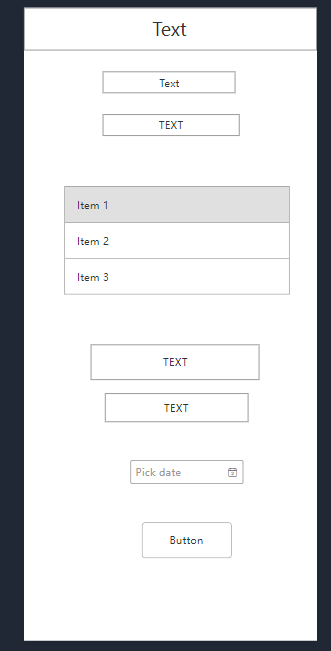 Text
Text
TEXT
Item 1
Item 2
Item 3
TEXT
TEXT
Pick date
Button